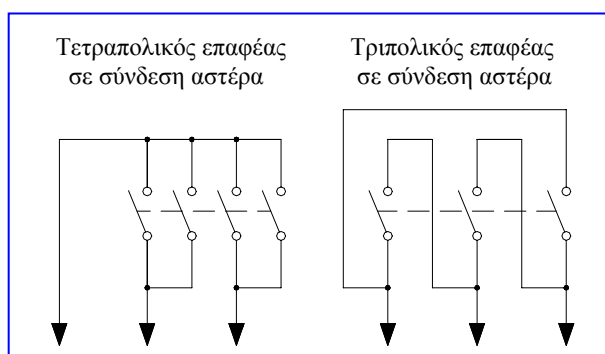 Τετραπολικός επαφέας
σε σύνδεση αστέρα
Τριπολικός επαφέας
σε σύνδεση αστέρα